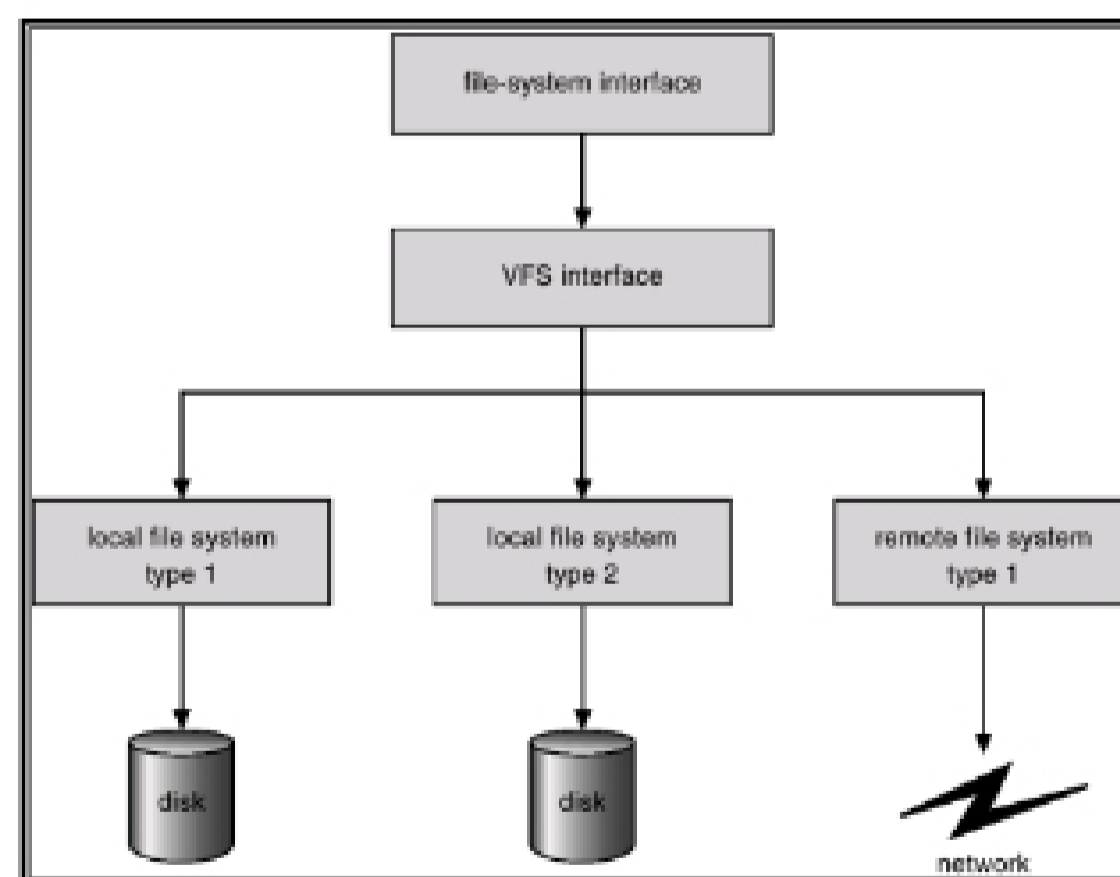 file-system interface
VFS interface
local file system
type 1
local file system
type 2
remote file system
type 1
disk
disk
network